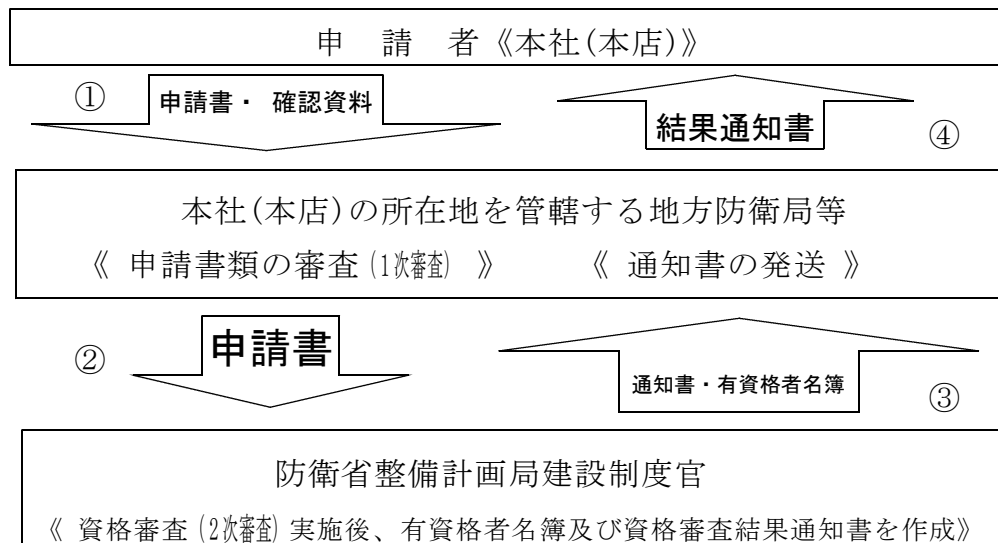 申 請 者《本社(本店)》
① 申請書・ 確認資料
結果通知書 ④
本社(本店)の所在地を管轄する地方防衛局等
《 申請書類の審査(1次審査) 》 《 通知書の発送 》
② 申請書
通知書・有資格者名簿 ③
防衛省整備計画局建設制度官
《 資格審査(2次審査)実施後、有資格者名簿及び資格審査結果通知書を作成》